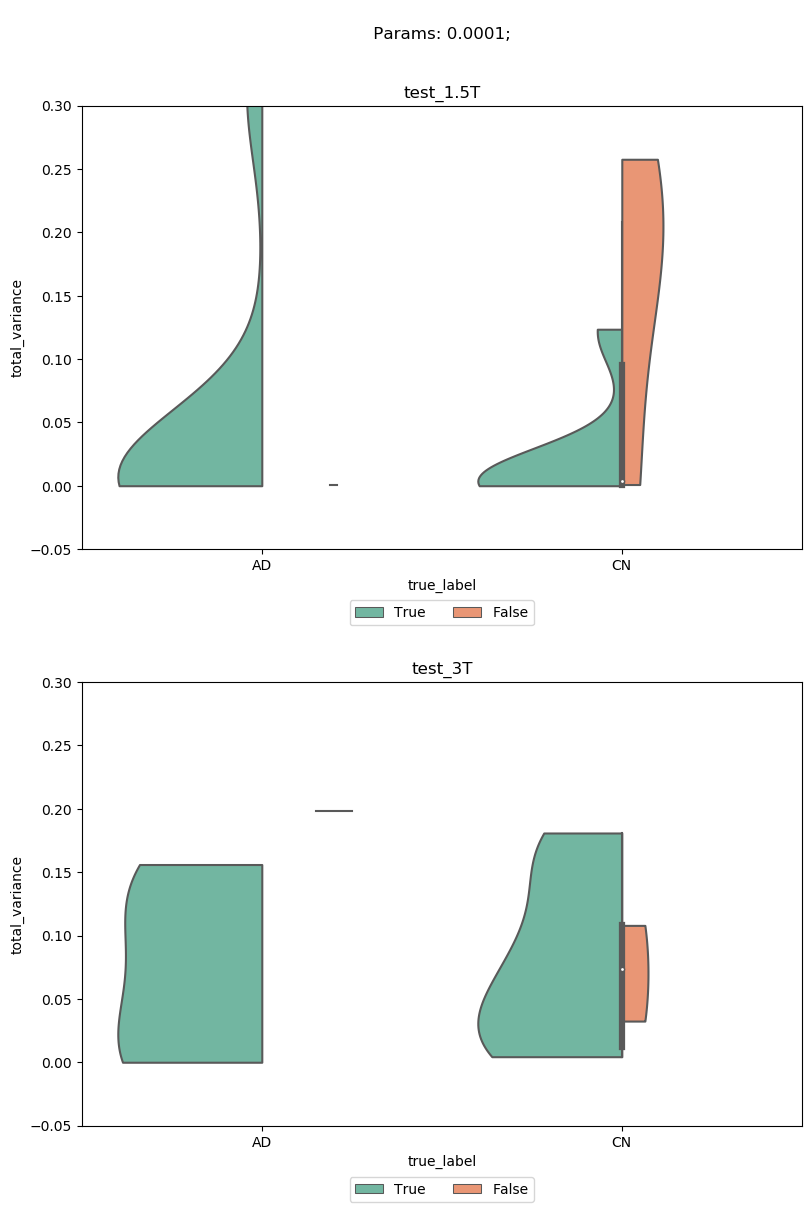 Params: 0.0001;
test_1.5T
0.30
0.25
0.20
0.15
0.10
0.05
0.00
−0.05
total_variance
AD CN
true_label
True False
test_3T
0.30
0.25
0.20
0.15
0.10
0.05
0.00
−0.05
total_variance
AD CN
true_label
True False